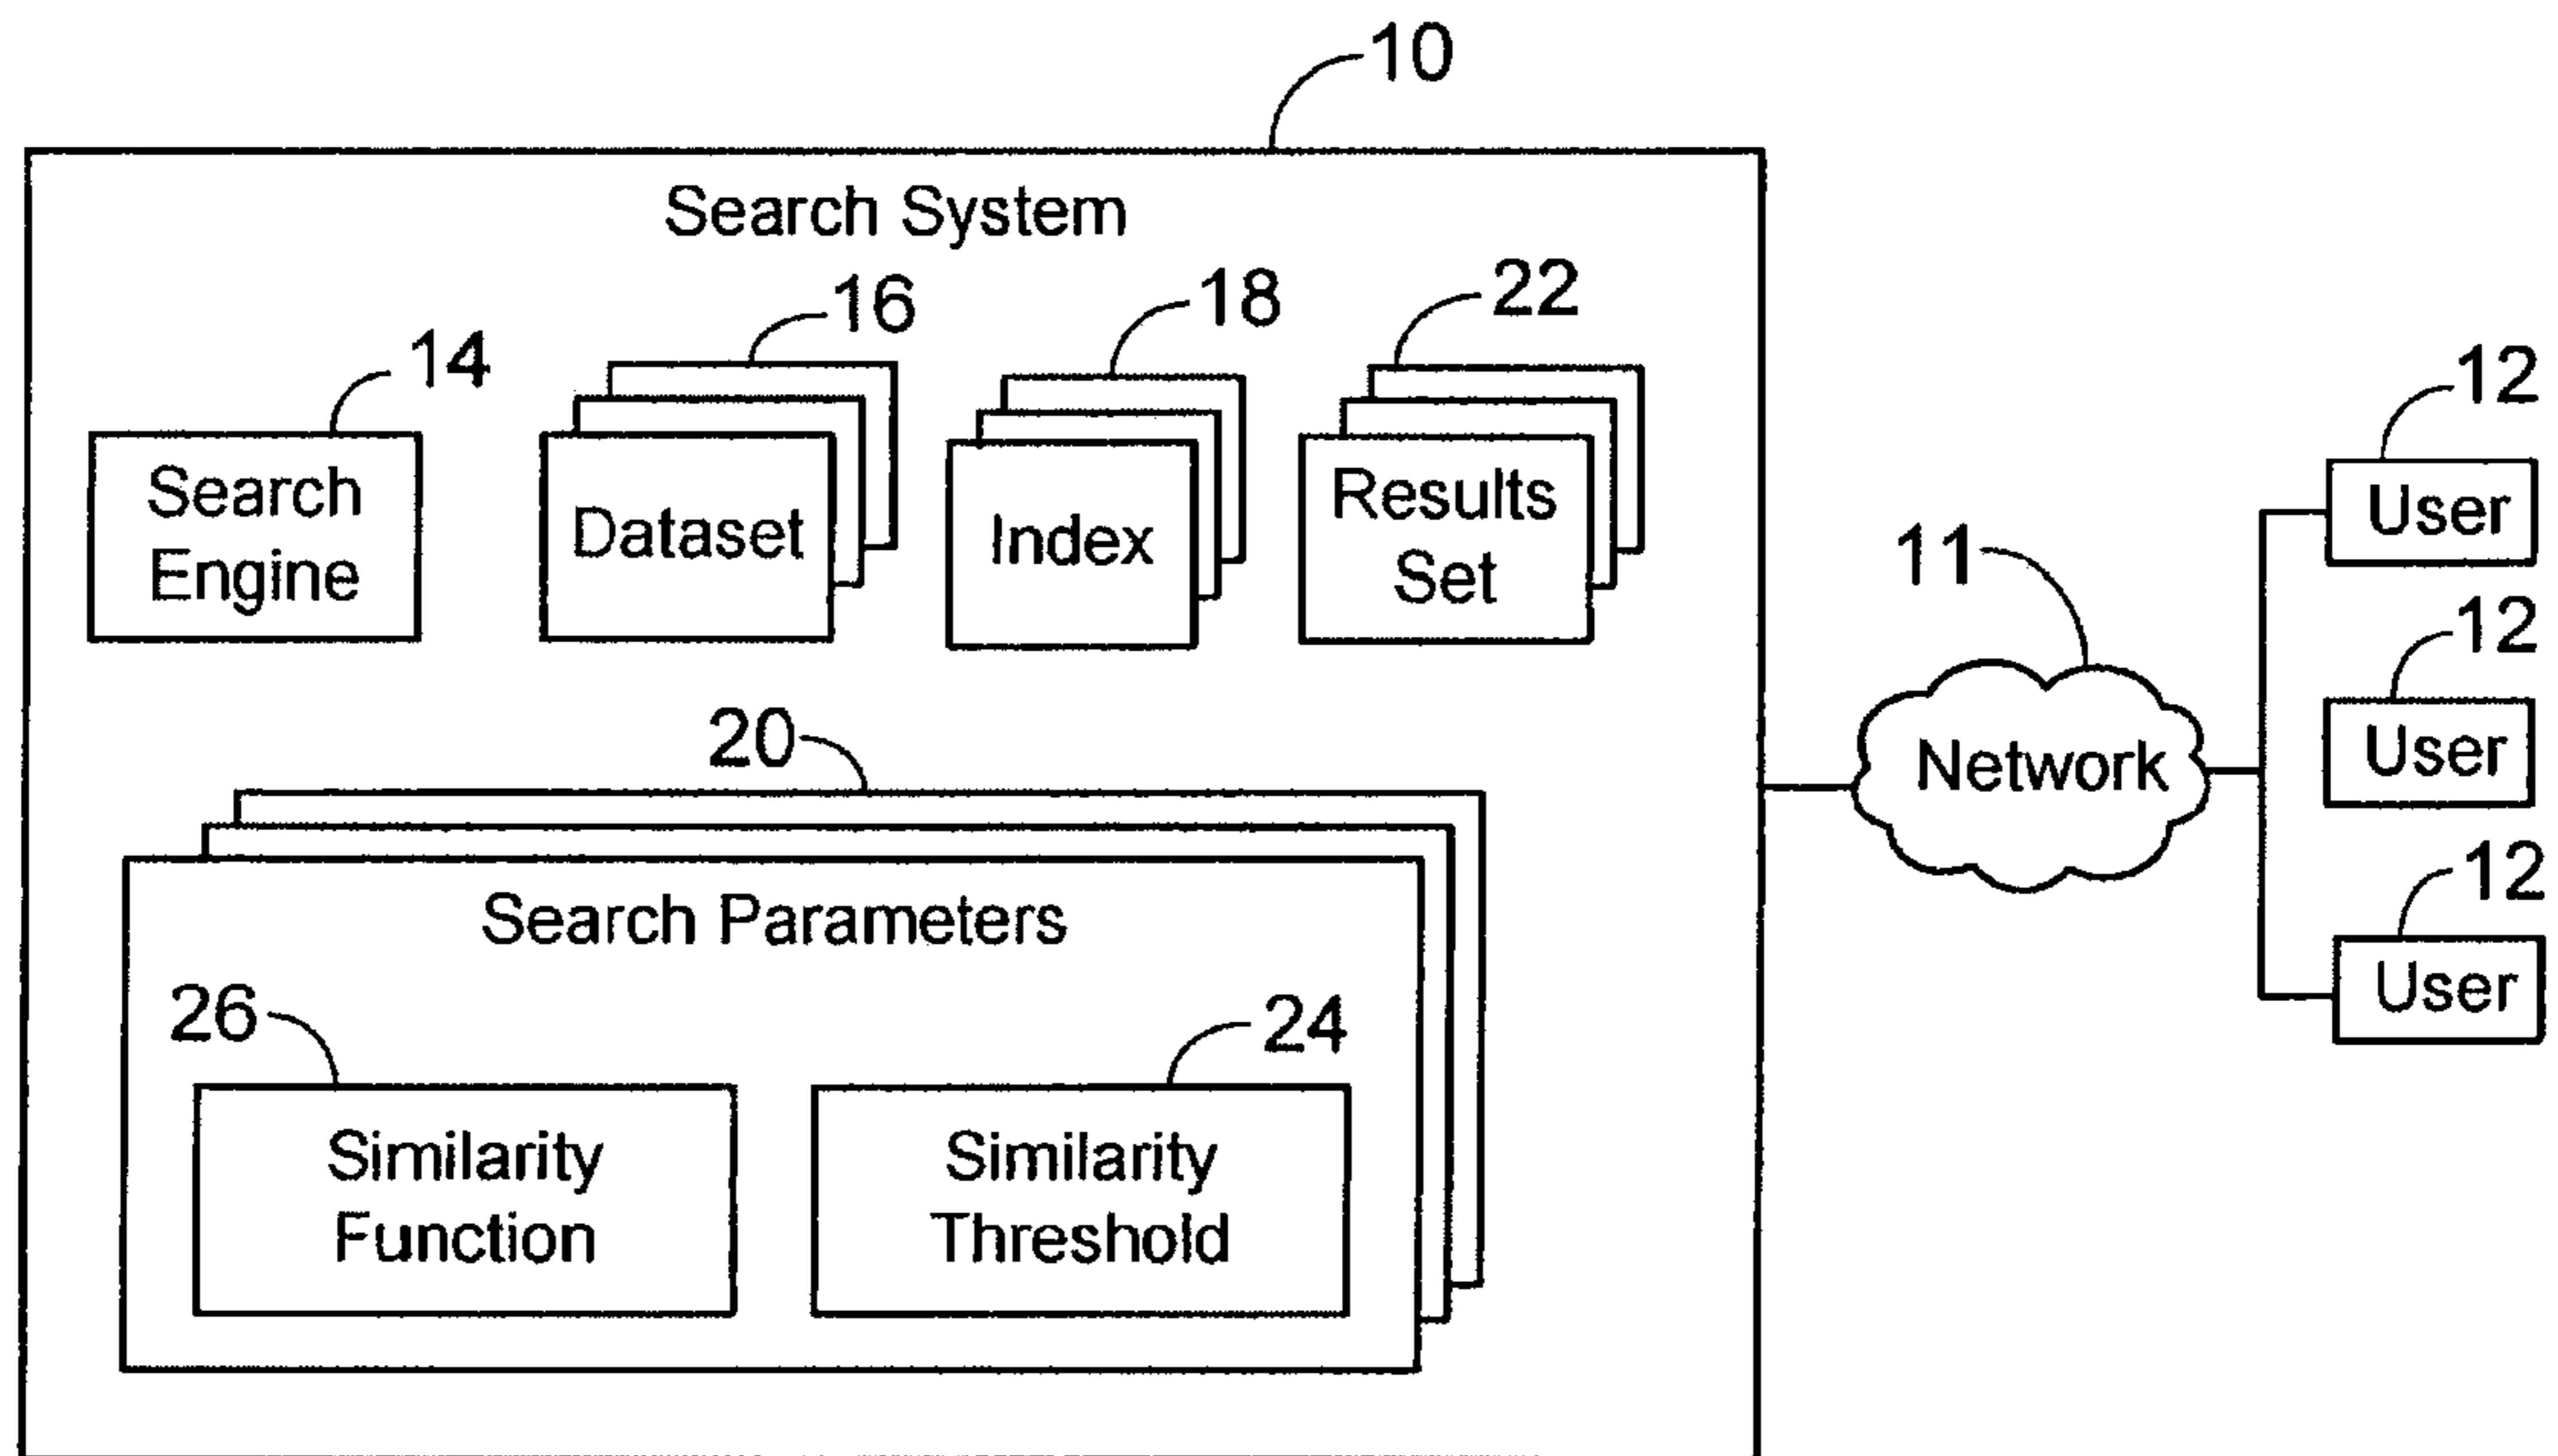 10
Search System
14
16
18
22
Search
Engine
Dataset
Index
Results
Set
20
Search Parameters
26
24
Similarity
Function
Similarity
Threshold
11
Network
12
User
12
User
12
User